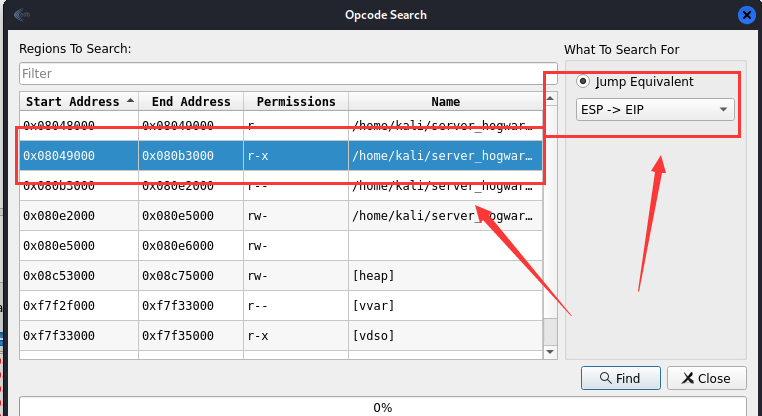 Opcode Search
Regions To Search:
What To Search For
Filter
Jump Equivalent
Start Address End Address Permissions Name
ESP -> EIP
0x08048000 0x08049000 r-- /home/kali/server_hogwar…
0x08049000 0x080b3000 r-x /home/kali/server_hogwar…
0x080b3000 0x080e2000 r-- /home/kali/server_hogwar…
0x080e2000 0x080e5000 rw- /home/kali/server_hogwar…
0x080e5000 0x080e6000 rw-
0x08c53000 0x08c75000 rw- [heap]
0xf7f2f000 0xf7f33000 r-- [vvar]
0xf7f33000 0xf7f35000 r-x [vdso]
Find Close
0%